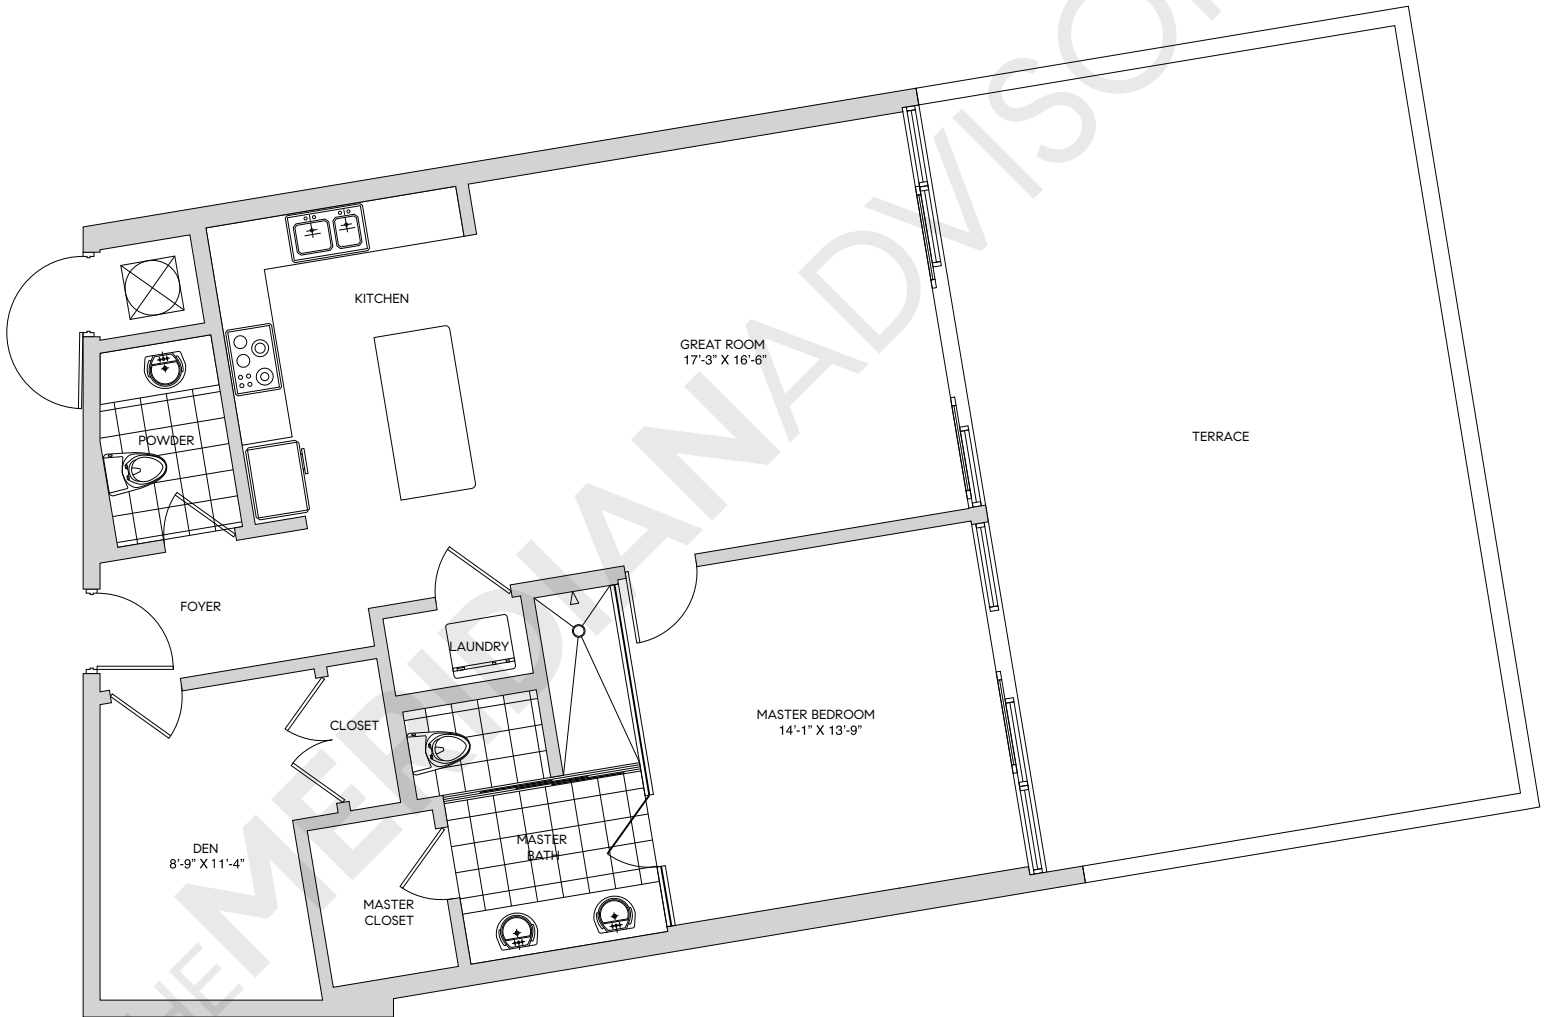 KITCHEN
GREAT ROOM
17'-3" X 16'-6"
TERRACE
POWDER
FOYER
LAUNDRY
CLOSET
MASTER BEDROOM
14'-1" X 13'-9"
DEN
8'-9" X 11'-4"
MASTER
BATH
MASTER
CLOSET
THE MERIDIAN ADVISO